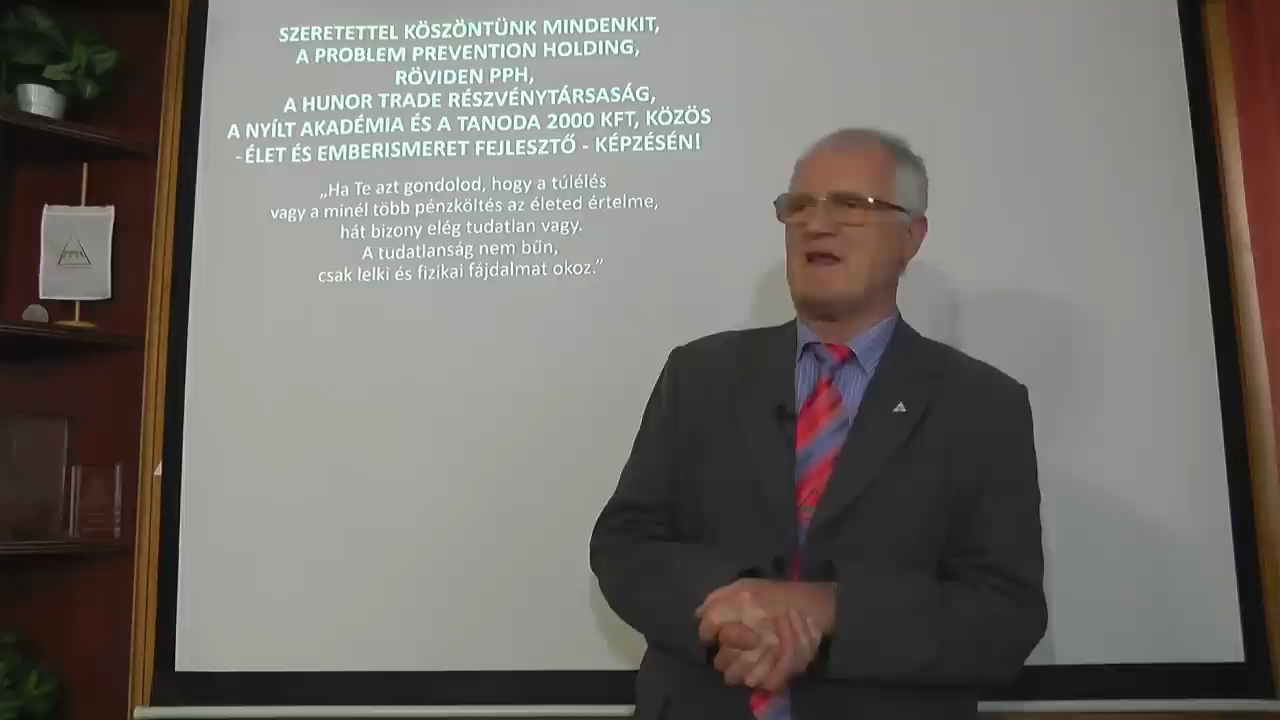 SZERETETTEL KÖSZÖNTÜNK MINDENKIT,
A PROBLEM PREVENTION HOLDING,
RÖVIDEN PPH,
A HUNOR TRADE RÉSZVÉNYTÁRSASÁG,
A NYÍLT AKADÉMIA ÉS A TANODA 2000 KFT, KÖZÖS
- ÉLET ÉS EMBERISMERET FEJLESZTŐ - KÉPZÉSÉN!
„Ha Te azt gondolod, hogy a túlélés
vagy a minél több pénzköltés az életed értelme,
hát bizony elég tudatlan vagy.
A tudatlanság nem bűn,
csak lelki és fizikai fájdalmat okoz.”